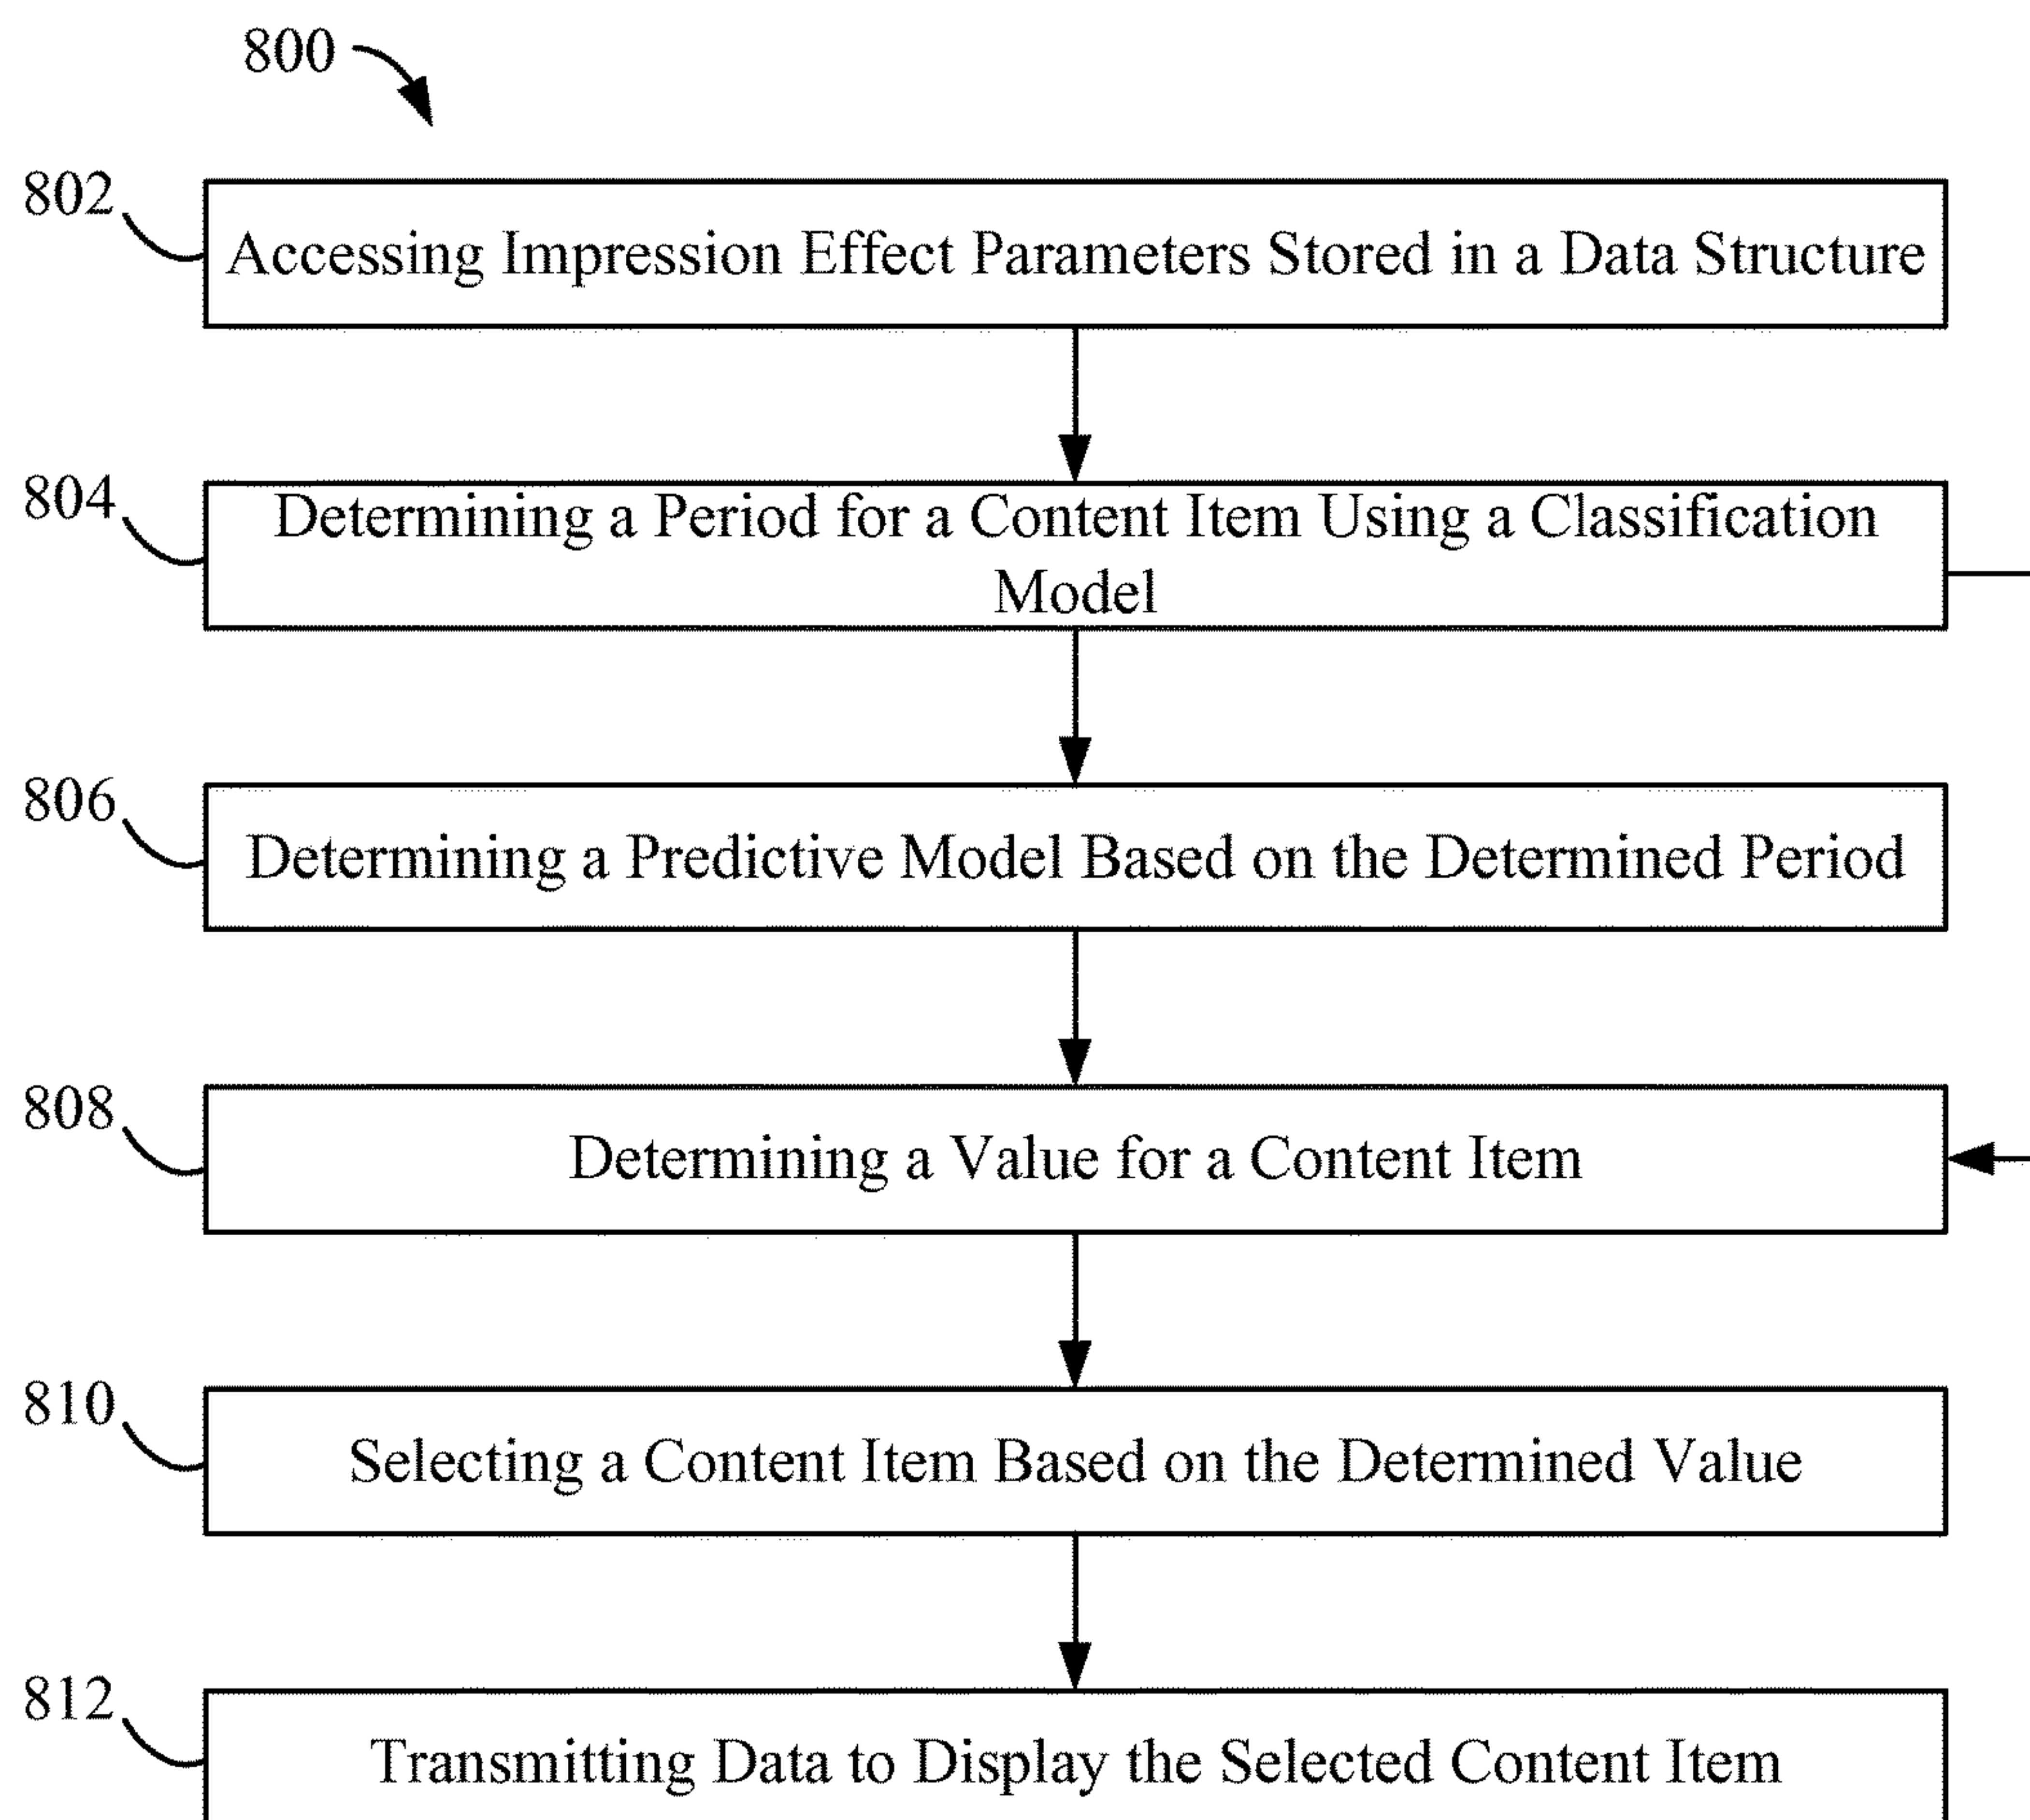 800
802
Accessing Impression Effect Parameters Stored in a Data Structure
804
Determining a Period for a Content Item Using a Classification
Model
806
Determining a Predictive Model Based on the Determined Period
808
Determining a Value for a Content Item
810
Selecting a Content Item Based on the Determined Value
812
Transmitting Data to Display the Selected Content Item